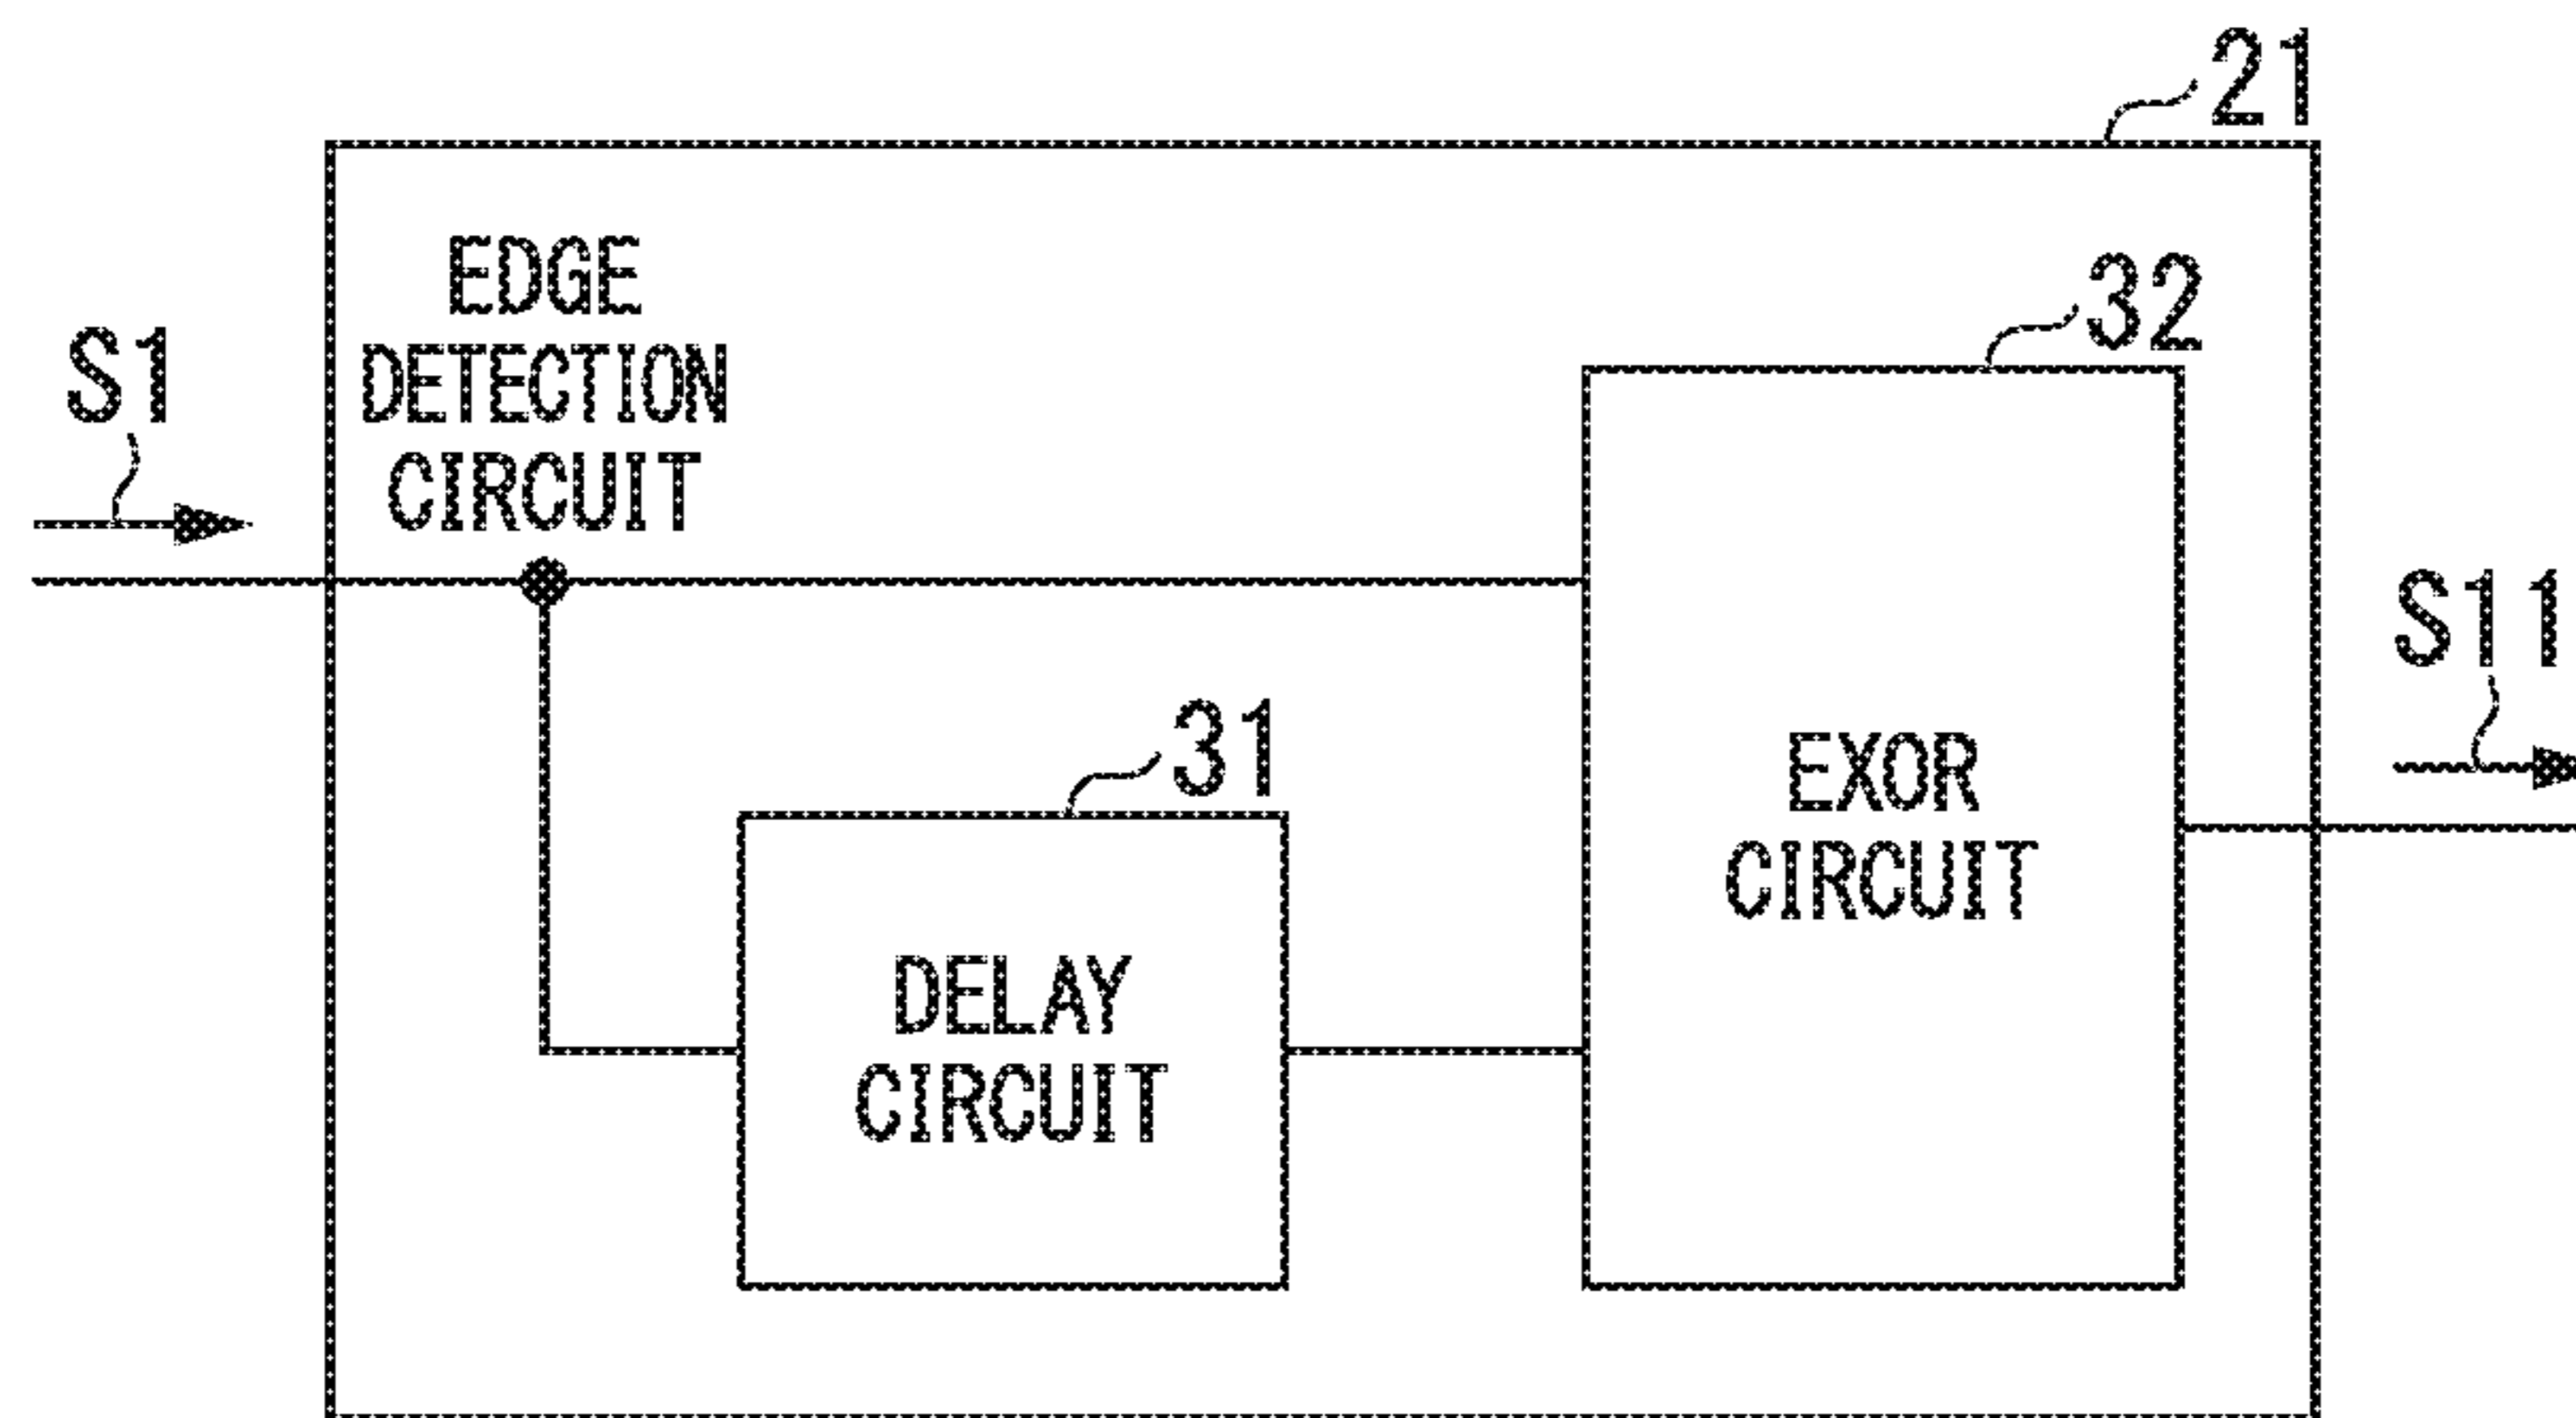 21
EDGE
DETECTION
CIRCUIT
S1
32
S11
31
EXOR
CIRCUIT
DELAY
CIRCUIT